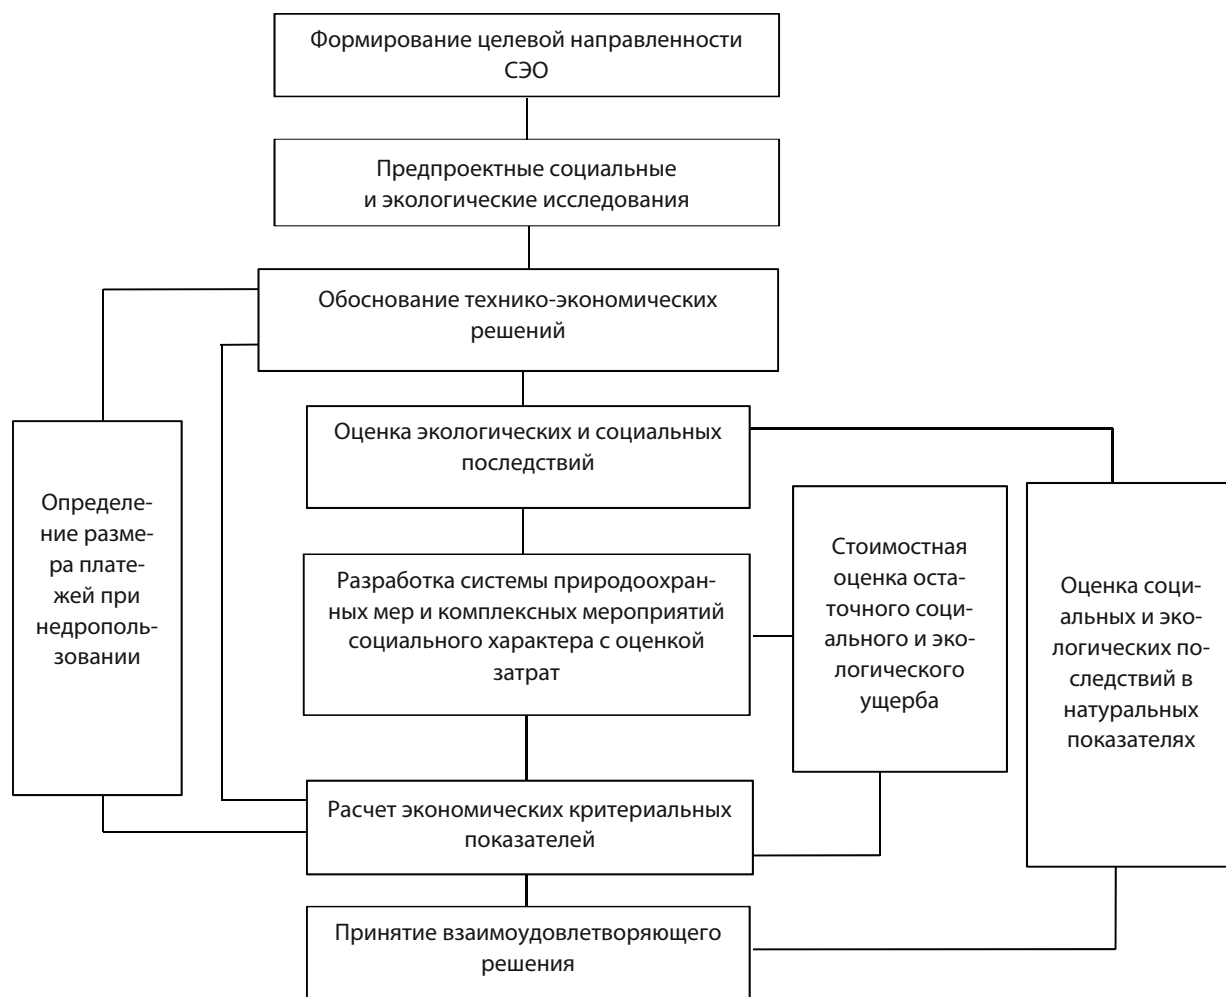 Формирование целевой направленности
СЭО
Предпроектные социальные
и экологические исследования
Обоснование технико-экономических
решений
Оценка экологических и социальных
последствий
Определе-
ние разме-
ра плате-
жей при
недрополь-
зовании
Разработка системы природоохран-
ных мер и комплексных мероприятий
социального характера с оценкой
затрат
Стоимостная
оценка оста-
точного соци-
ального и эко-
логического
ущерба
Оценка соци-
альных и эко-
логических по-
следствий в
натуральных
показателях
Расчет экономических критериальных
показателей
Принятие взаимоудовлетворяющего
решения